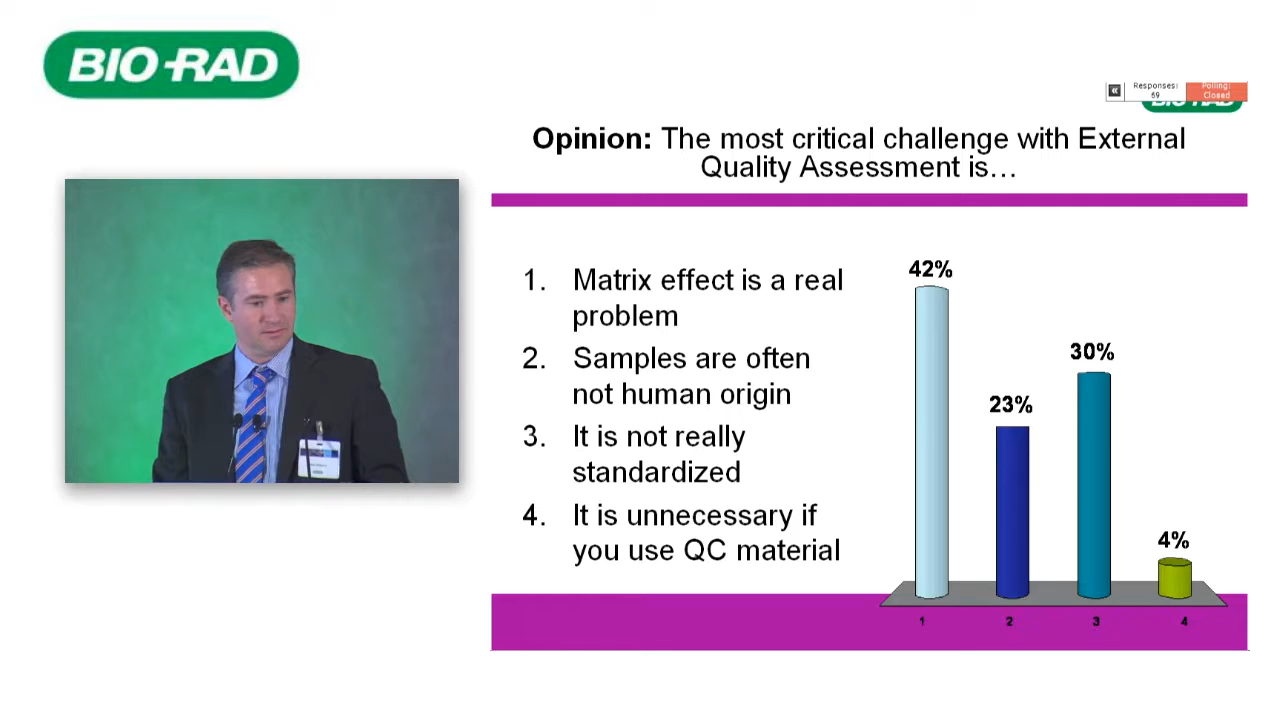 BIO-RAD
Responses:
69
Polling:
Closed
BIO-RAD
Opinion: The most critical challenge with External
Quality Assessment is...
1. Matrix effect is a real
problem
2. Samples are often
not human origin
3. It is not really
standardized
4. It is unnecessary if
you use QC material
42%
23%
30%
4%
1
2
3
4